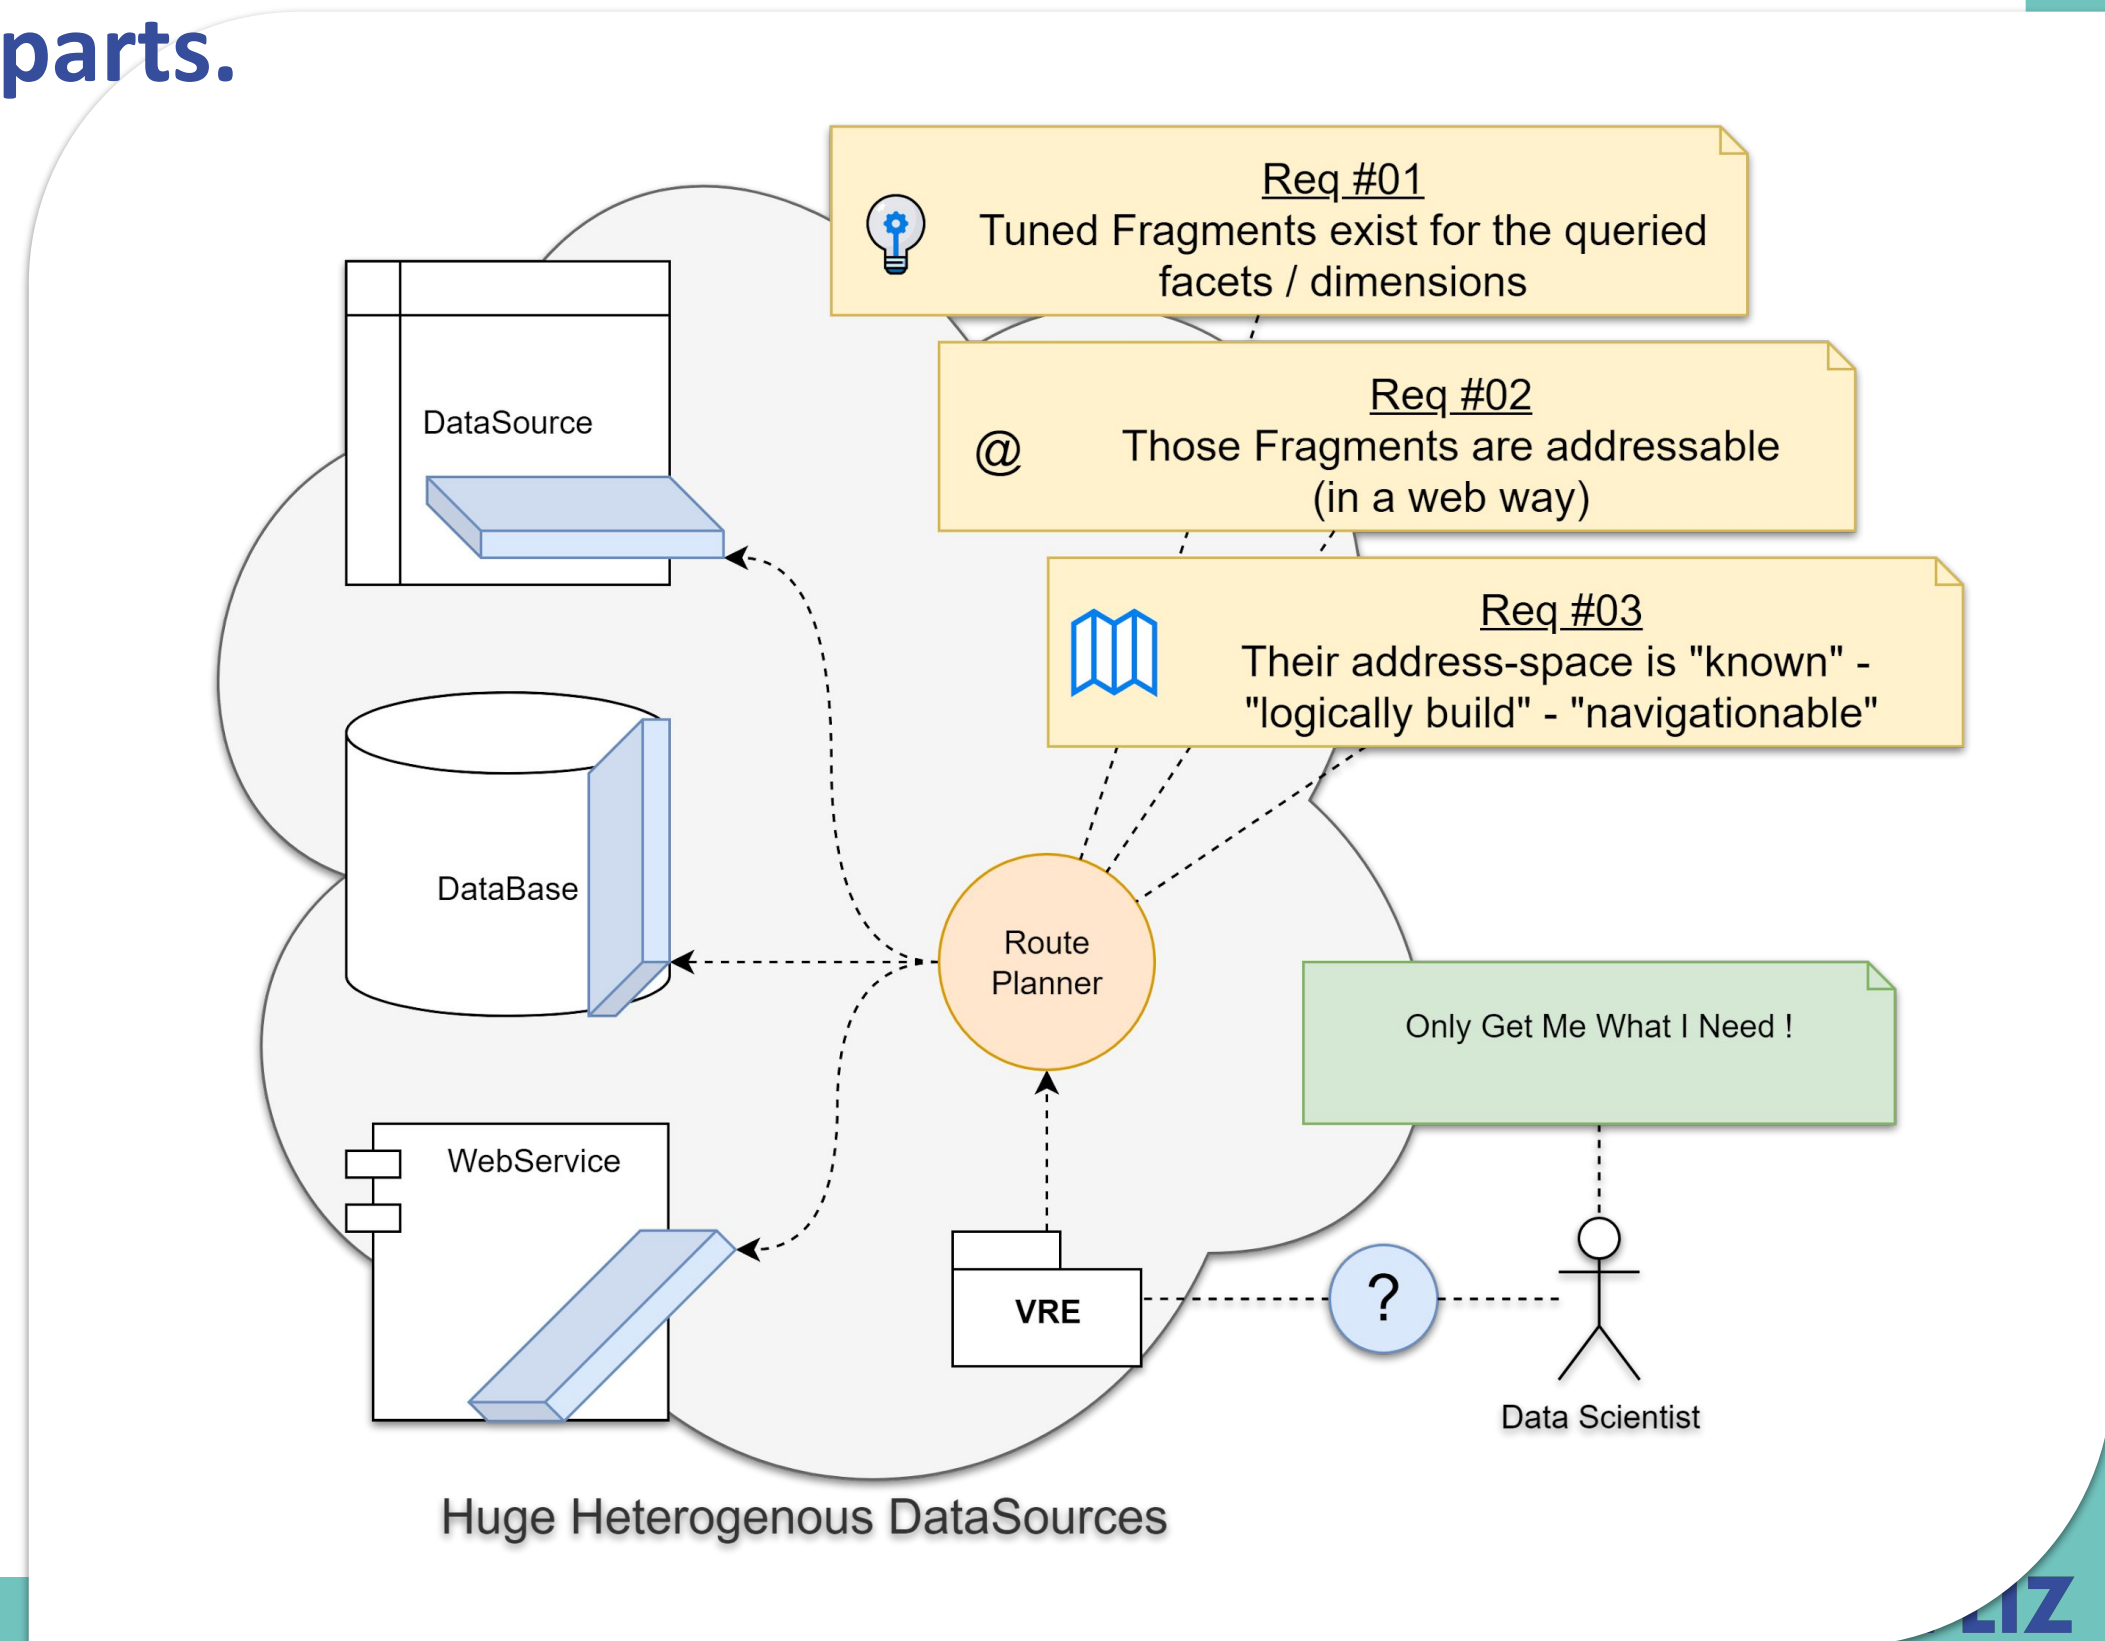 parts.
Req #01
Tuned Fragments exist for the queried
facets / dimensions
Req #02
@
Those Fragments are addressable
(in a web way)
Req #03
Their address-space is "known" -
"logically build" - "navigationable"
DataSource
DataBase
Route
Planner
Only Get Me What I Need !
WebService
VRE
?
Data Scientist
Huge Heterogenous DataSources